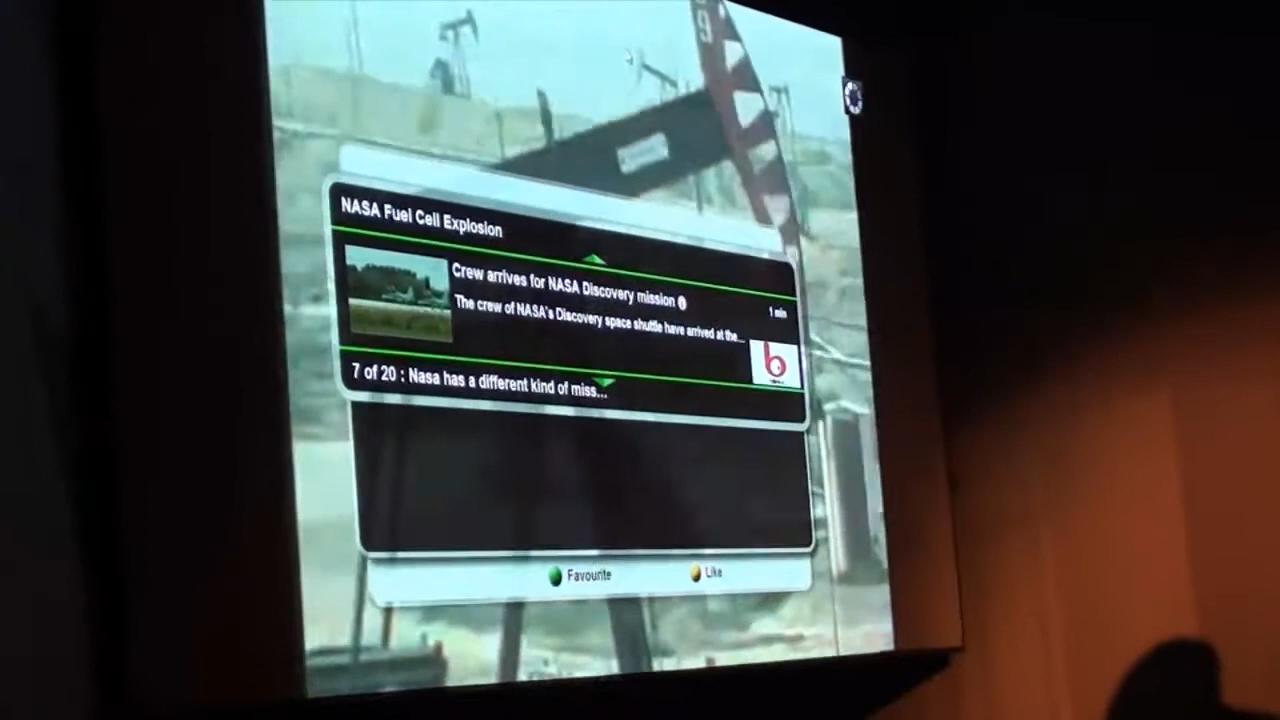 9
NASA Fuel Cell Explosion
Crew arrives for NASA Discovery mission
1 min
The crew of NASA's Discovery space shuttle have arrived at the...
b
7 of 20 : Nasa has a different kind of miss...
Favourite
Like